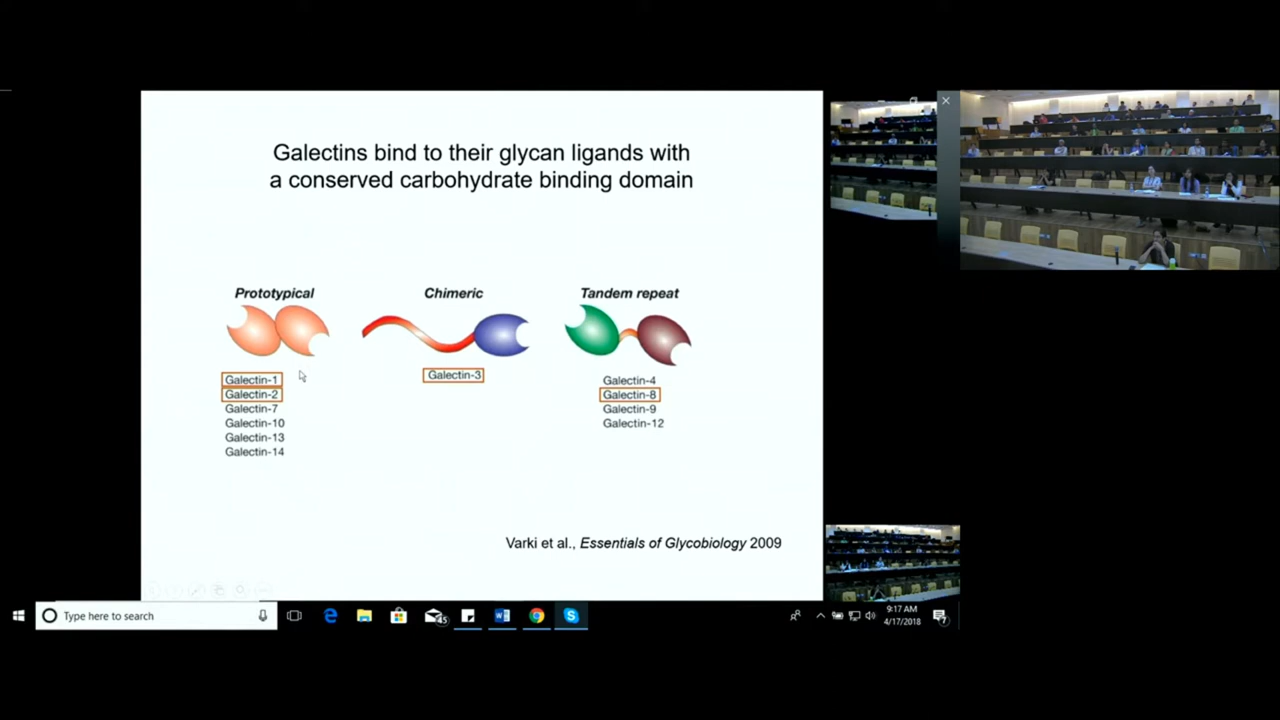 Galectins bind to their glycan ligands with
a conserved carbohydrate binding domain
Prototypical
Galectin-1
Galectin-2
Galectin-7
Galectin-10
Galectin-13
Galectin-14
Chimeric
Galectin-3
Tandem repeat
Galectin-4
Galectin-8
Galectin-9
Galectin-12
Varki et al., Essentials of Glycobiology 2009
Type here to search
45
9:17 AM
4/17/2018
7